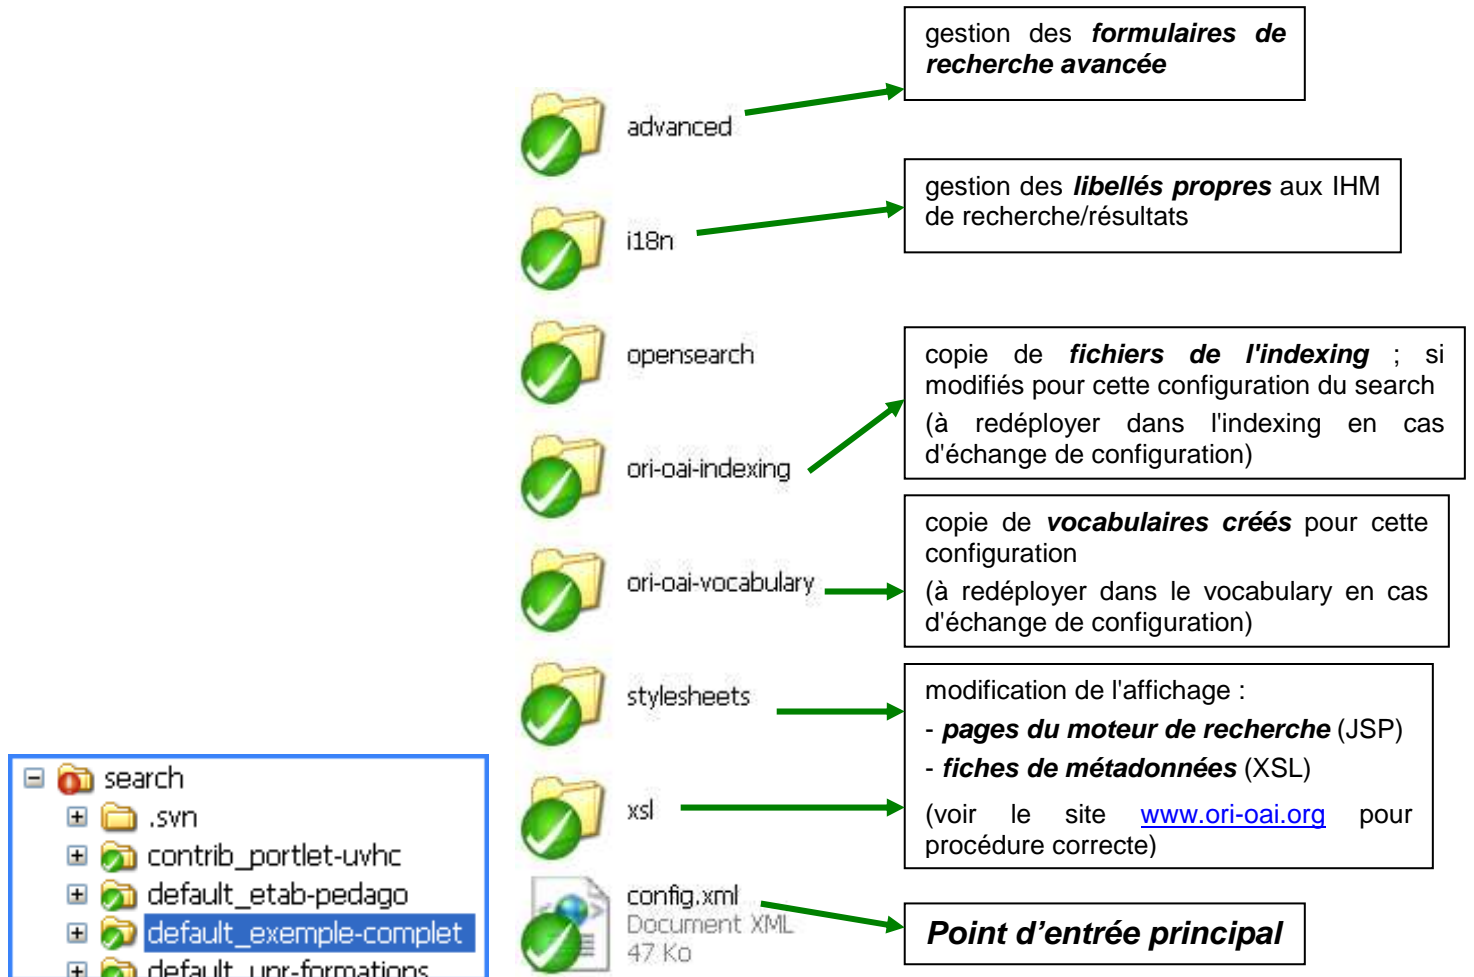 gestion des formulaires de
recherche avancée
advanced
gestion des libellés propres aux IHM
de recherche/résultats
i18n
opensearch
copie de fichiers de l'indexing ; si
modifiés pour cette configuration du search
(à redéployer dans l'indexing en cas
d'échange de configuration)
ori-oai-indexing
copie de vocabulaires créés pour cette
configuration
(à redéployer dans le vocabulary en cas
d'échange de configuration)
ori-oai-vocabulary
stylesheets
modification de l'affichage :
- pages du moteur de recherche (JSP)
- fiches de métadonnées (XSL)
(voir le site www.ori-oai.org pour
procédure correcte)
xsl
config.xml
Document XML
47 Ko
Point d'entrée principal
search
.svn
contrib_portlet-uvhc
default_etab-pedago
default_exemple-complet
default_unr-formations